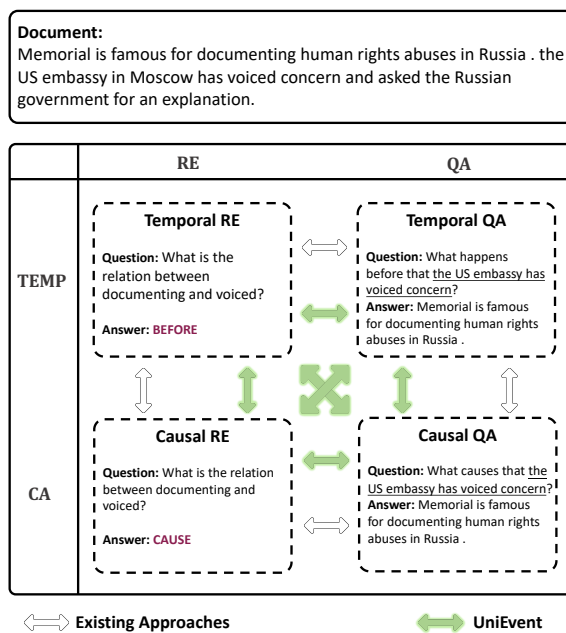 Document:
Memorial is famous for documenting human rights abuses in Russia . the
US embassy in Moscow has voiced concern and asked the Russian
government for an explanation.
RE
QA
TEMP
Temporal RE
Question: What is the
relation between
documenting and voiced?
Answer: BEFORE
Temporal QA
Question: What happens
before that the US embassy has
voiced concern?
Answer: Memorial is famous
for documenting human rights
abuses in Russia .
CA
Causal RE
Question: What is the relation
between documenting and
voiced?
Answer: CAUSE
Causal QA
Question: What causes that the
US embassy has voiced concern?
Answer: Memorial is famous
for documenting human rights
abuses in Russia .
Existing Approaches
UniEvent